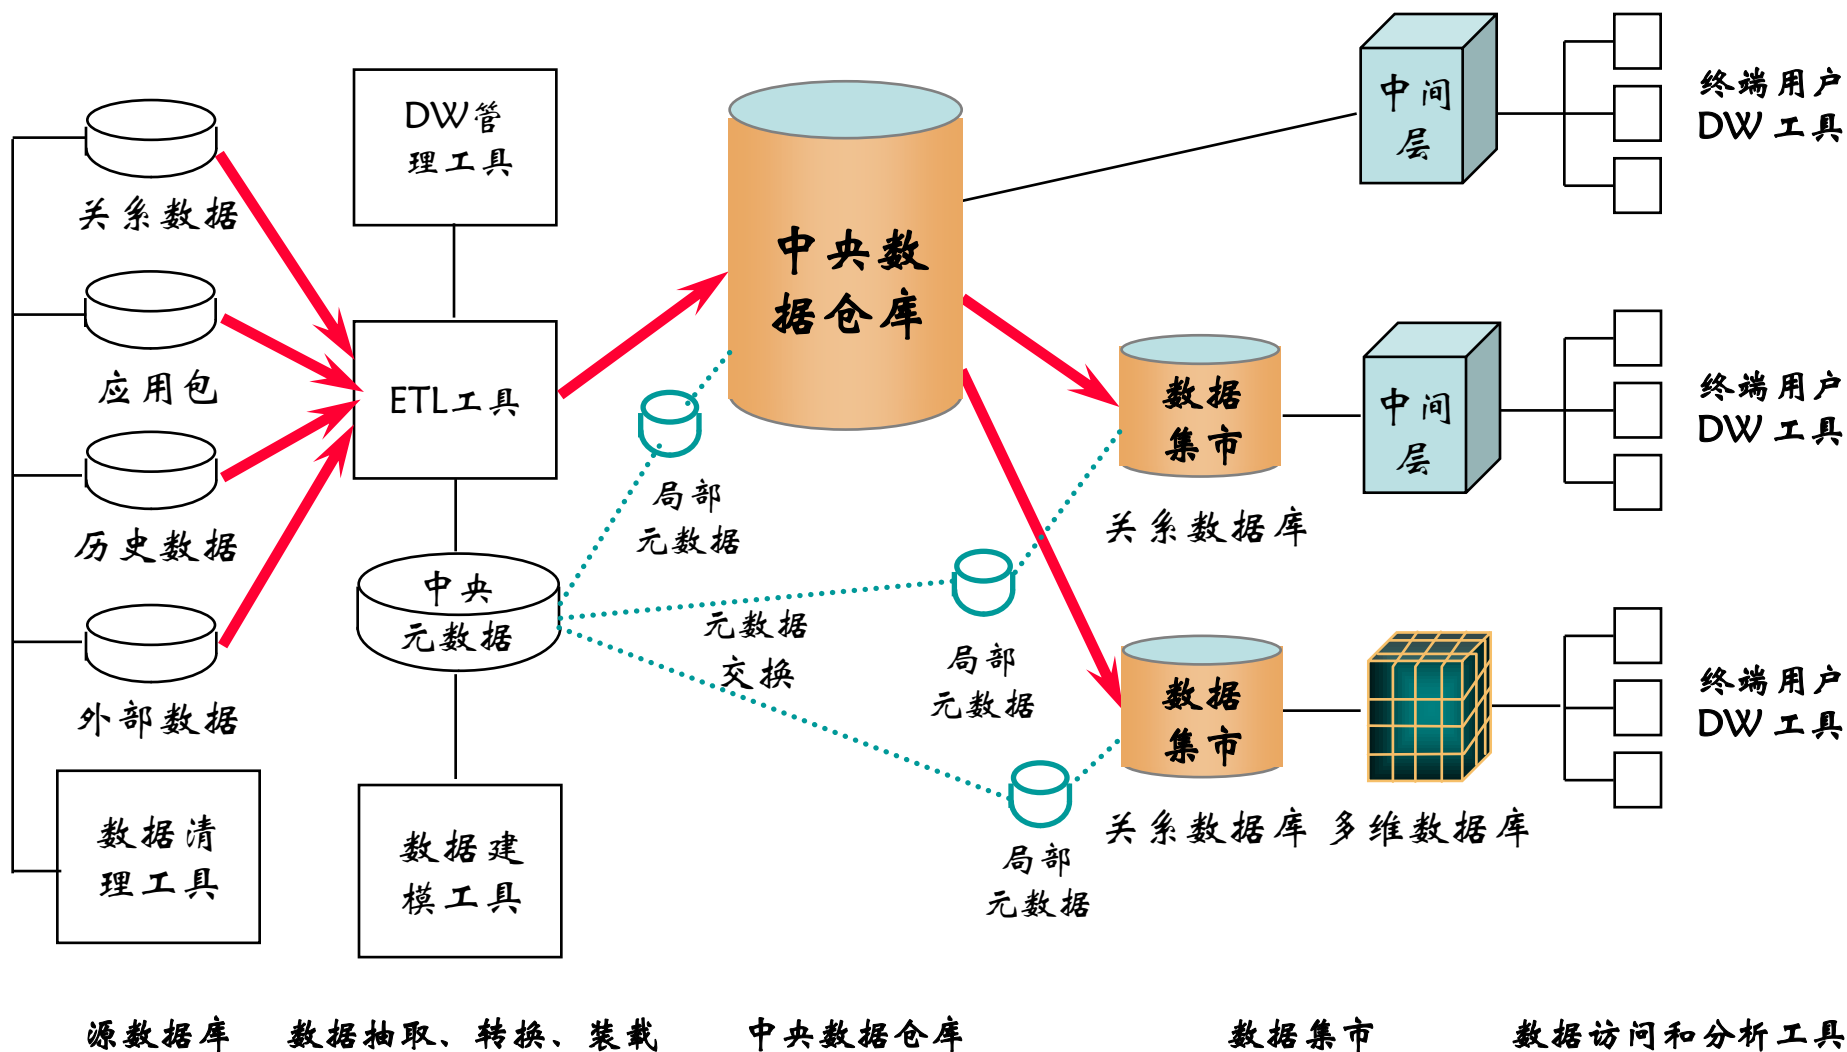 关系数据
应用包
历史数据
外部数据
数据清
理工具
DW管
理工具
ETL工具
中央
元数据
数据建
模工具
中央数
据仓库
局部
元数据
元数据
交换
局部
元数据
局部
元数据
数据
集市
关系数据库
数据
集市
关系数据库
多维数据库
中间
层
中间
层
终端用户
DW 工具
终端用户
DW 工具
终端用户
DW 工具
源数据库
数据抽取、转换、装载
中央数据仓库
数据集市
数据访问和分析工具